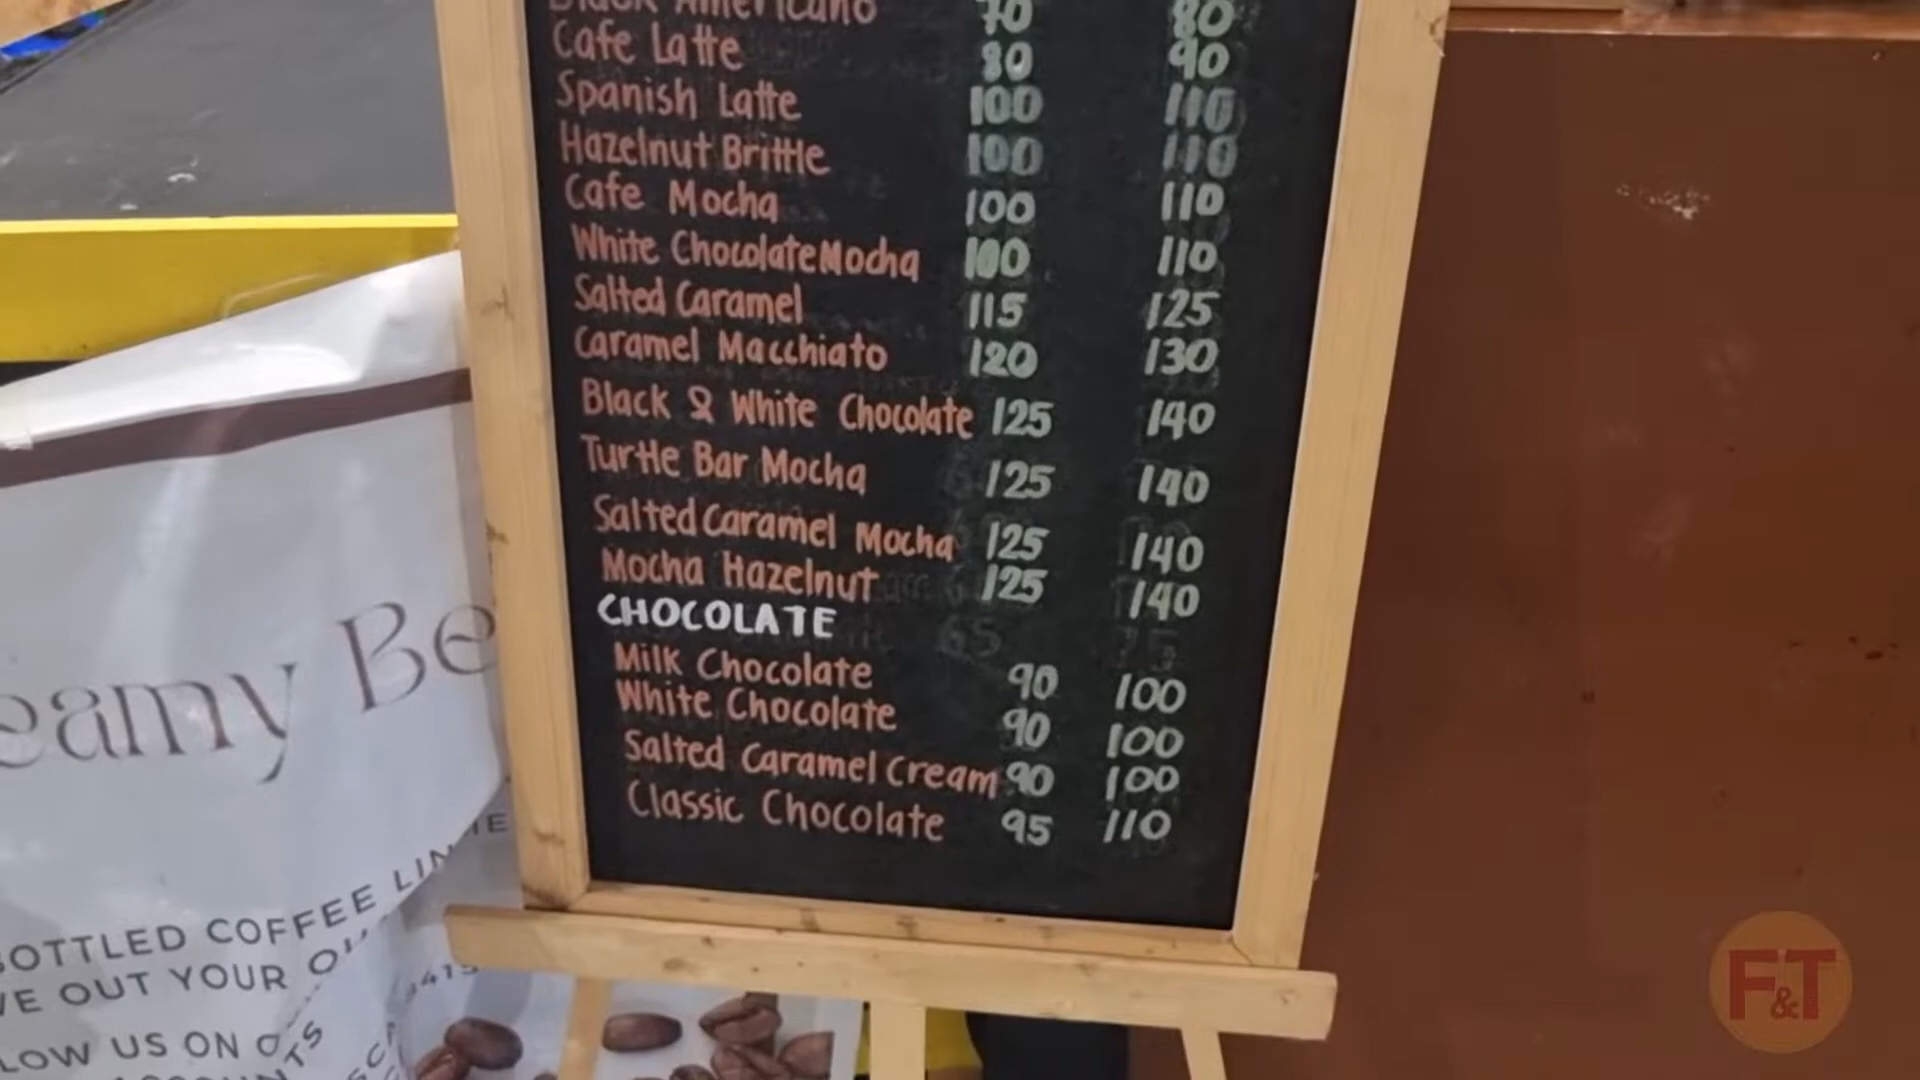 Black Americano 70 80
Cafe Latte 80 90
Spanish Latte 100 110
Hazelnut Brittle 100 110
Cafe Mocha 100 110
White Chocolate Mocha 100 110
Salted Caramel 115 125
Caramel Macchiato 120 130
Black & White Chocolate 125 140
Turtle Bar Mocha 125 140
Salted Caramel Mocha 125 140
Mocha Hazelnut 125 140
CHOCOLATE
Milk Chocolate 90 100
White Chocolate 90 100
Salted Caramel Cream 90 100
Classic Chocolate 95 110
eamy Be
BOTTLED COFFEE LIN
VE OUT YOUR
LOW US ON
F&T